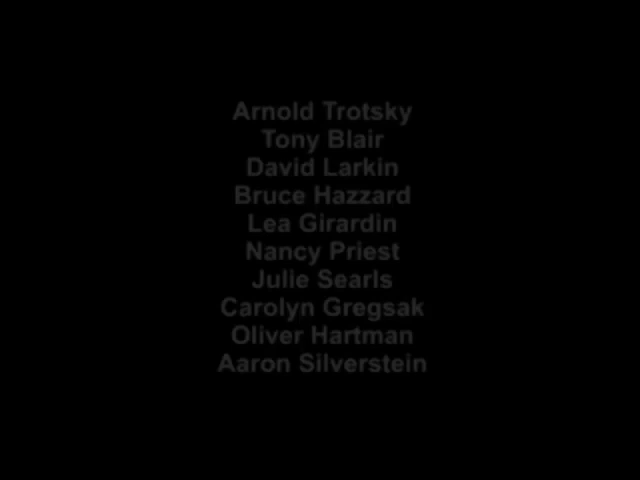 Arnold Trotsky
Tony Blair
David Larkin
Bruce Hazzard
Lea Girardin
Nancy Priest
Julie Searls
Carolyn Gregsak
Oliver Hartman
Aaron Silverstein